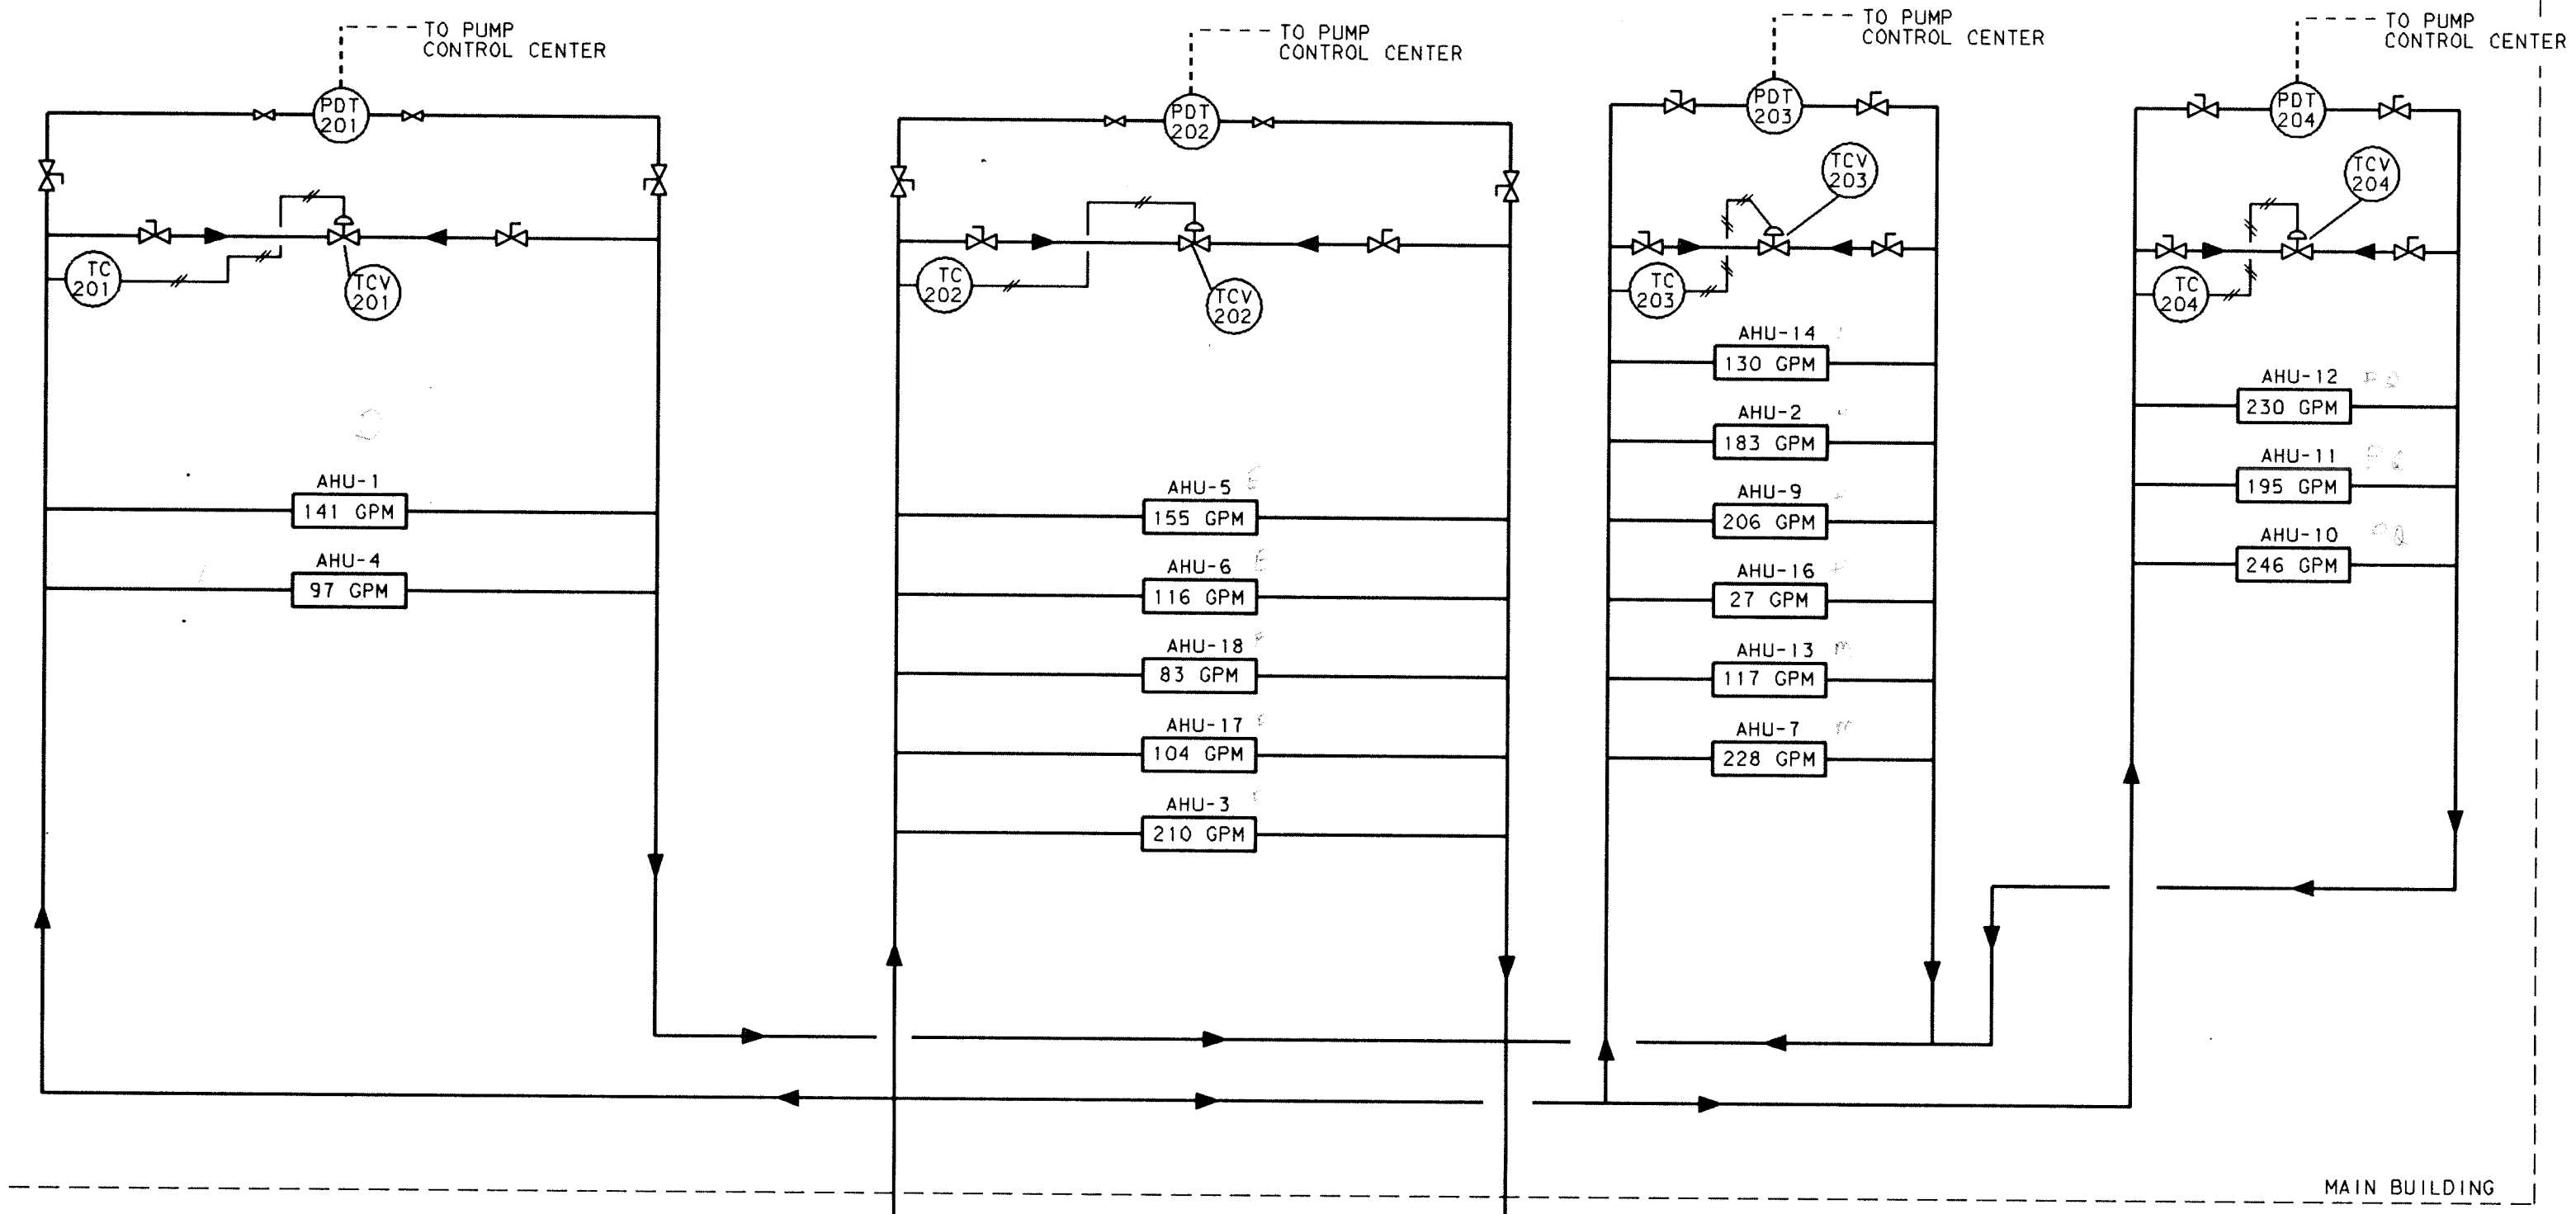 TO PUMP
CONTROL CENTER
TO PUMP
CONTROL CENTER
TO PUMP
CONTROL CENTER
TO PUMP
CONTROL CENTER
PDT
201
PDT
202
PDT
203
PDT
204
TCV
203
TCV
204
TC
201
TCV
201
TC
202
TCV
202
TC
203
TC
204
AHU-1
141 GPM
AHU-4
97 GPM
AHU-5
155 GPM
AHU-6
116 GPM
AHU-18
83 GPM
AHU-17
104 GPM
AHU-3
210 GPM
AHU-14
130 GPM
AHU-2
183 GPM
AHU-9
206 GPM
AHU-16
27 GPM
AHU-13
117 GPM
AHU-7
228 GPM
AHU-12
230 GPM
AHU-11
195 GPM
AHU-10
246 GPM
MAIN BUILDING